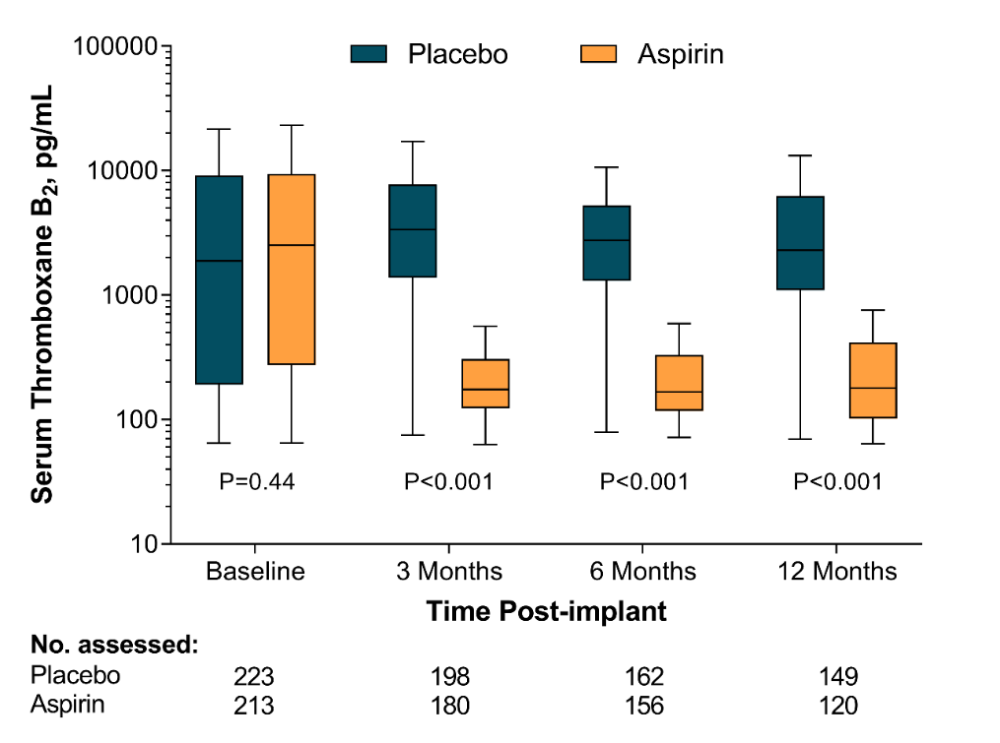 Placebo Aspirin
Serum Thromboxane B2, pg/mL
100000
10000
1000
100
10
P=0.44 P<0.001 P<0.001 P<0.001
Baseline 3 Months 6 Months 12 Months
Time Post-implant
No. assessed:
Placebo 223 198 162 149
Aspirin 213 180 156 120